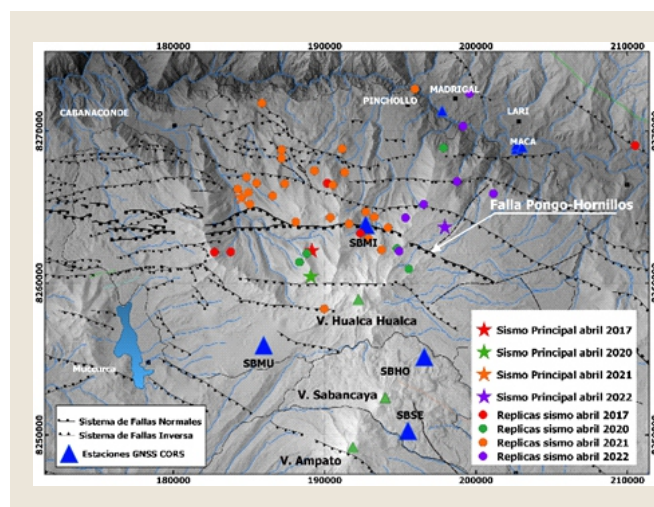 180000
190000
200000
210000
MADRIGAL
PINCHOLLO
CABANACONDE
LARI
8270000
8270000
MACA
Falla Pongo-Hornillos
SBMI
8260000
V. Hualca Hualca
Sismo Principal abril 2017
SBMU
SBHO
Sismo Principal abril 2020
Mucurca
Sismo Principal abril 2021
V. Sabancaya
Sismo Principal abril 2022
SBSE
Replicas sismo abril 2017
Sistema de Fallas Normales
Replicas sismo abril 2020
Sistema de Fallas Inversa
Replicas sismo abril 2021
8250000
Estaciones GNSS CORS
V. Ampato
Replicas sismo abril 2022
180000
190000
200000
210000